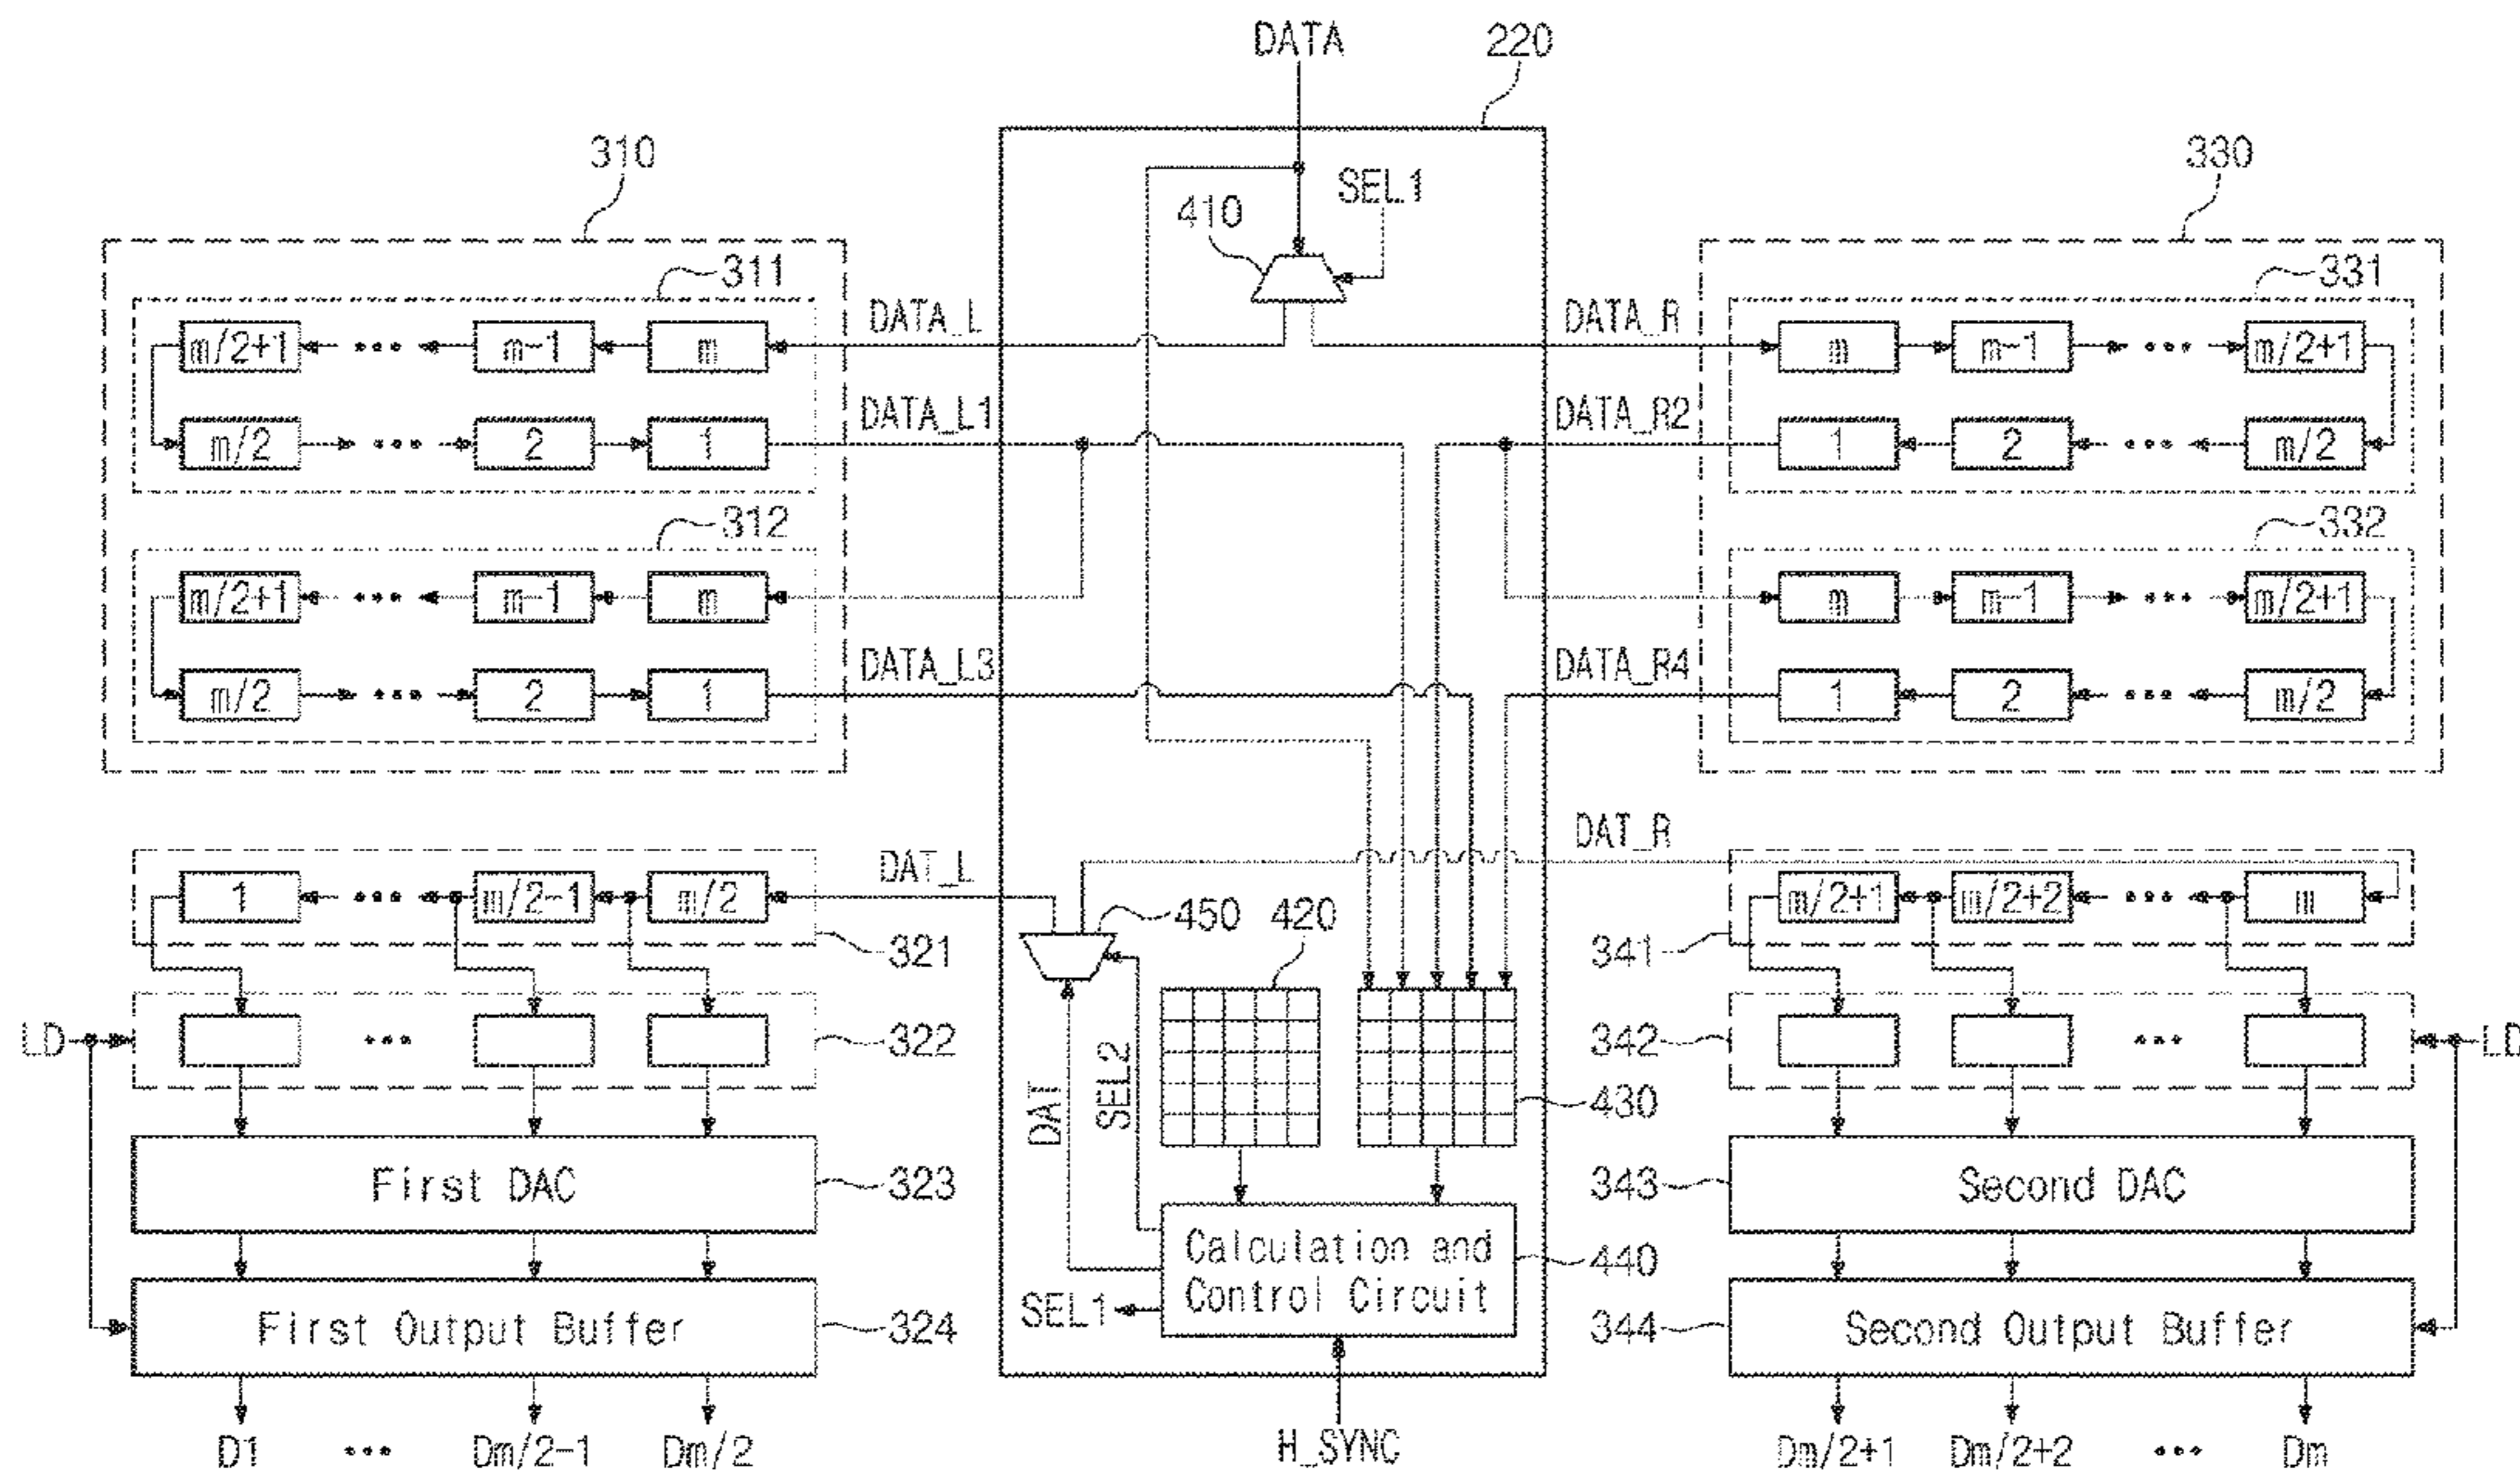 DATA
220
310
330
SEL1
410
311
331
DATA_L
DATA_R
m/2+1 ••• m-1 m
m m-1 ••• m/2+1
DATA_L1
DATA_R2
m/2 ••• 2 1
1 2 ••• m/2
312
332
m/2+1 ••• m-1 m
m m-1 ••• m/2+1
DATA_L3
DATA_R4
m/2 ••• 2 1
1 2 ••• m/2
DAT_R
DAT_L
1 ••• m/2-1 m/2
m/2+1 m/2+2 ••• m
450
420
321
341
LD
•••
322
342
•••
LD
DAT
SEL2
430
First DAC
323
343
Second DAC
Calculation and
Control Circuit
440
SEL1
First Output Buffer
324
344
Second Output Buffer
D1 ••• Dm/2-1 Dm/2
H_SYNC
Dm/2+1 Dm/2+2 ••• Dm